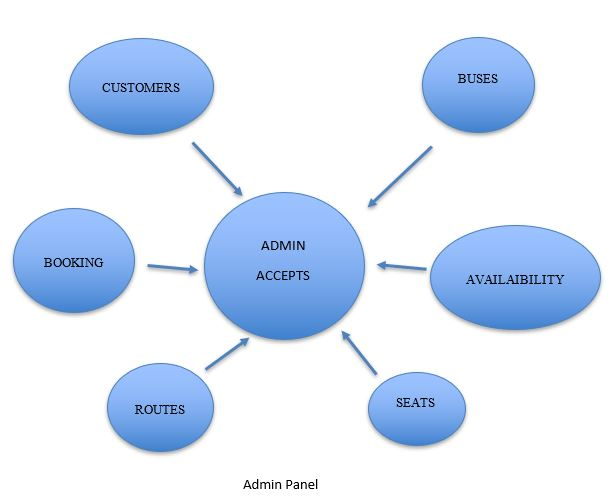 CUSTOMERS
BUSES
ADMIN
ACCEPTS
BOOKING
AVAILAIBILITY
ROUTES
SEATS
Admin Panel